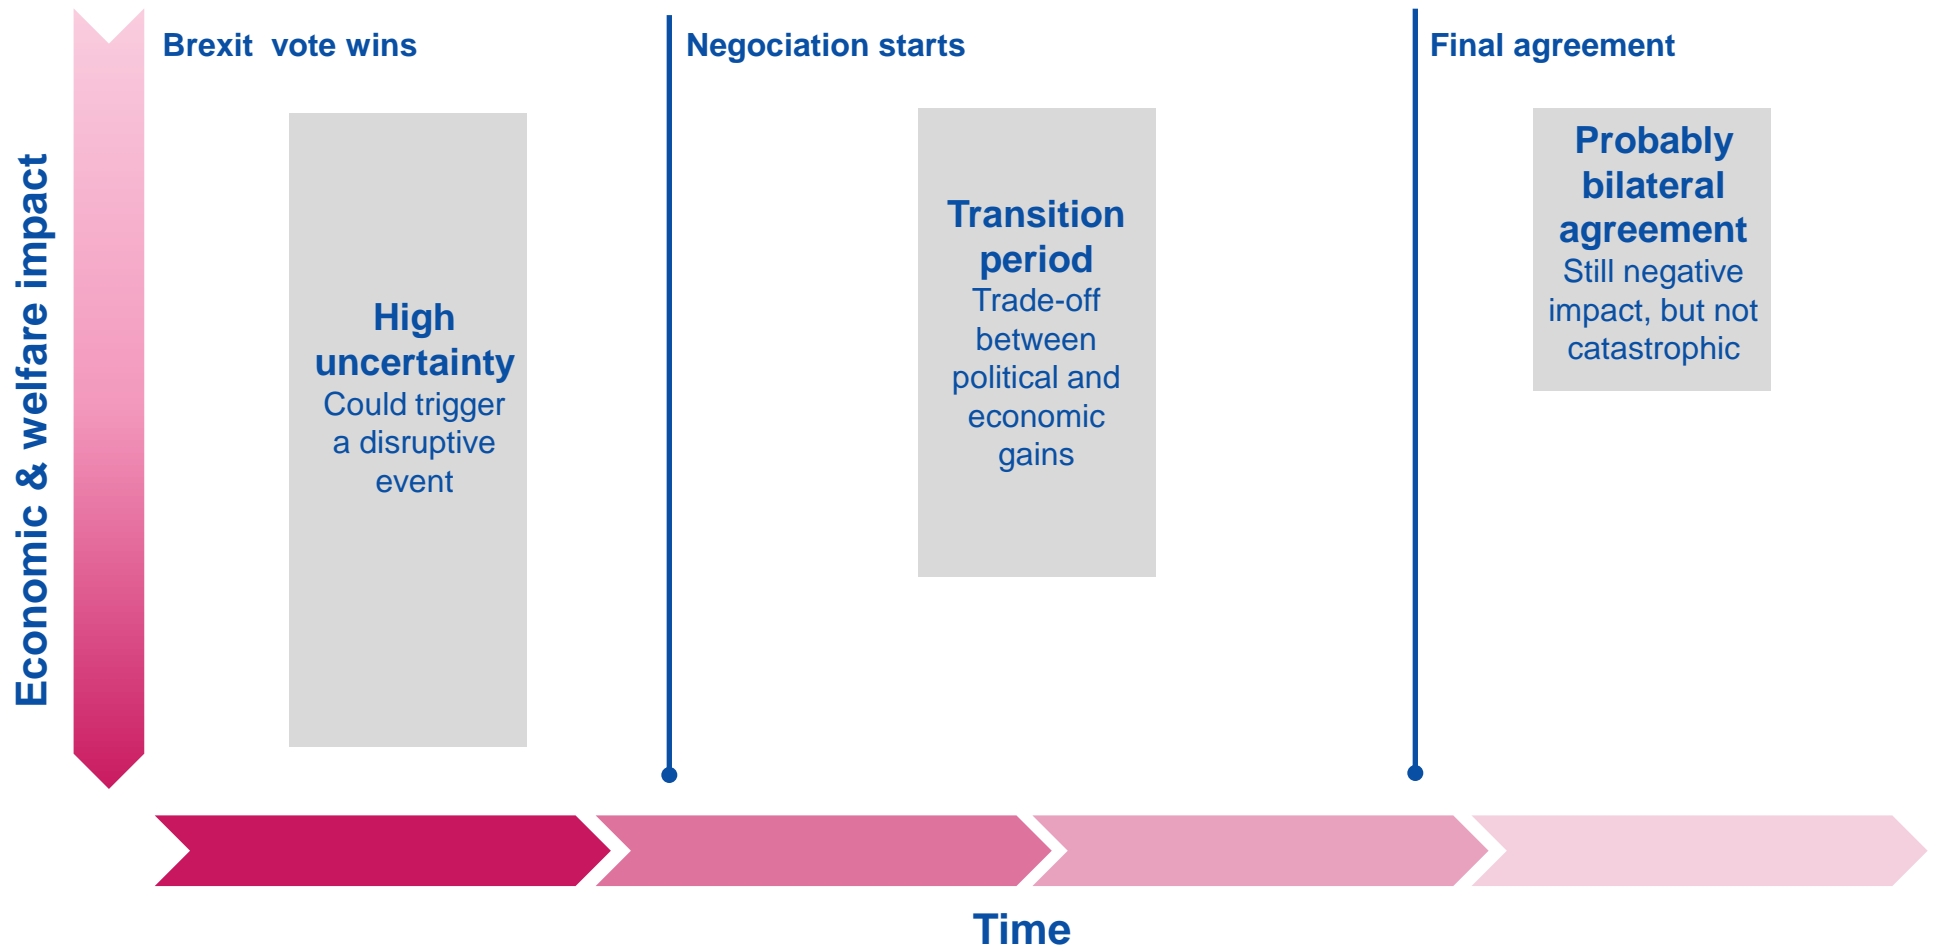 Brexit  vote wins
Negociation starts
Final agreement
Economic & welfare impact
High
uncertainty
Could trigger
a disruptive
event
Transition
period
Trade-off
between
political and
economic
gains
Probably
bilateral
agreement
Still negative
impact, but not
catastrophic
Time